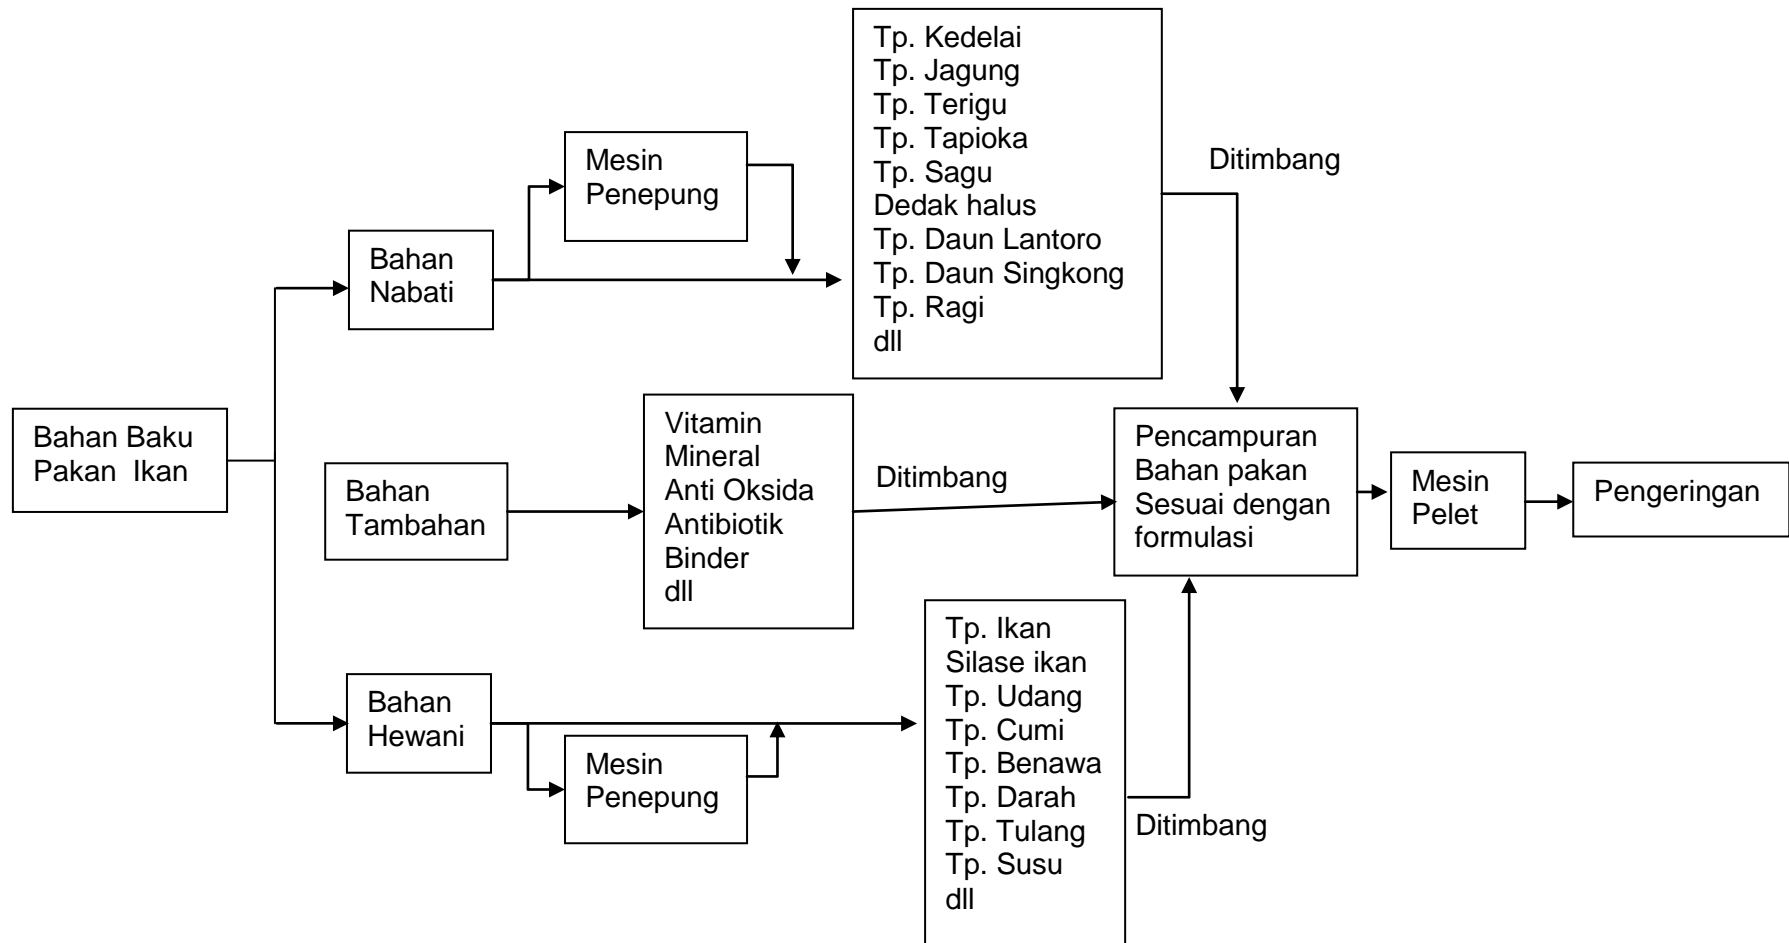 Bahan Baku
Pakan Ikan
Bahan
Nabati
Mesin
Penepung
Tp. Kedelai
Tp. Jagung
Tp. Terigu
Tp. Tapioka
Tp. Sagu
Dedak halus
Tp. Daun Lantoro
Tp. Daun Singkong
Tp. Ragi
dll
Ditimbang
Bahan
Tambahan
Vitamin
Mineral
Anti Oksida
Antibiotik
Binder
dll
Ditimbang
Bahan
Hewani
Mesin
Penepung
Tp. Ikan
Silase ikan
Tp. Udang
Tp. Cumi
Tp. Benawa
Tp. Darah
Tp. Tulang
Tp. Susu
dll
Ditimbang
Pencampuran
Bahan pakan
Sesuai dengan
formulasi
Mesin
Pelet
Pengeringan